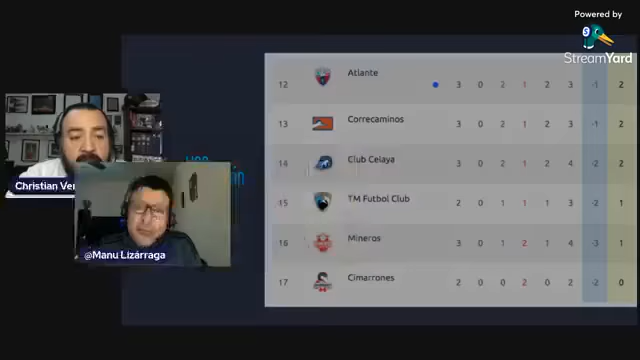 Powered by
StreamYard
12 Atlante 3 0 2 1 2 3 -1 2
13 Correcaminos 3 0 2 1 2 3 -1 2
14 Club Celaya 3 0 2 1 2 4 -2 2
15 TM Futbol Club 2 0 1 1 1 3 -2 1
16 Mineros 3 0 1 2 1 4 -3 1
17 Cimarrones 2 0 0 2 0 2 -2 0
Christian
@Manu Lizárraga